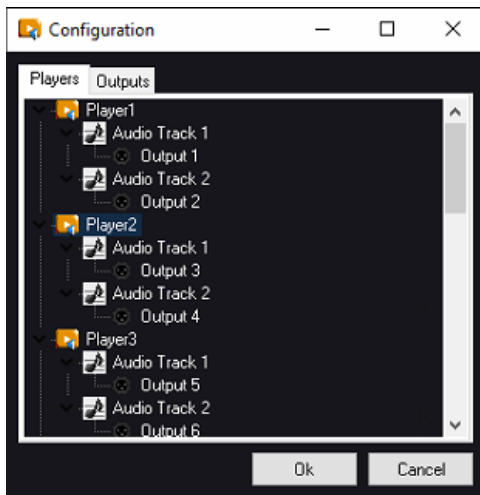 Configuration
Players Outputs
Player1
Audio Track 1
Output 1
Audio Track 2
Output 2
Player2
Audio Track 1
Output 3
Audio Track 2
Output 4
Player3
Audio Track 1
Output 5
Audio Track 2
Output 6
Ok Cancel